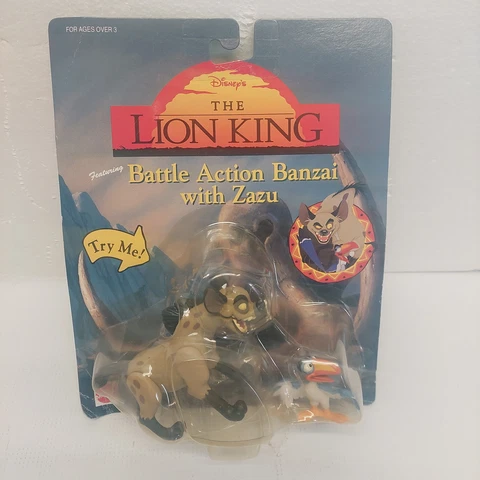 FOR AGES OVER 3
Disney's
THE
LION KING
Featuring
Battle Action Banzai
with Zazu
Try Me!